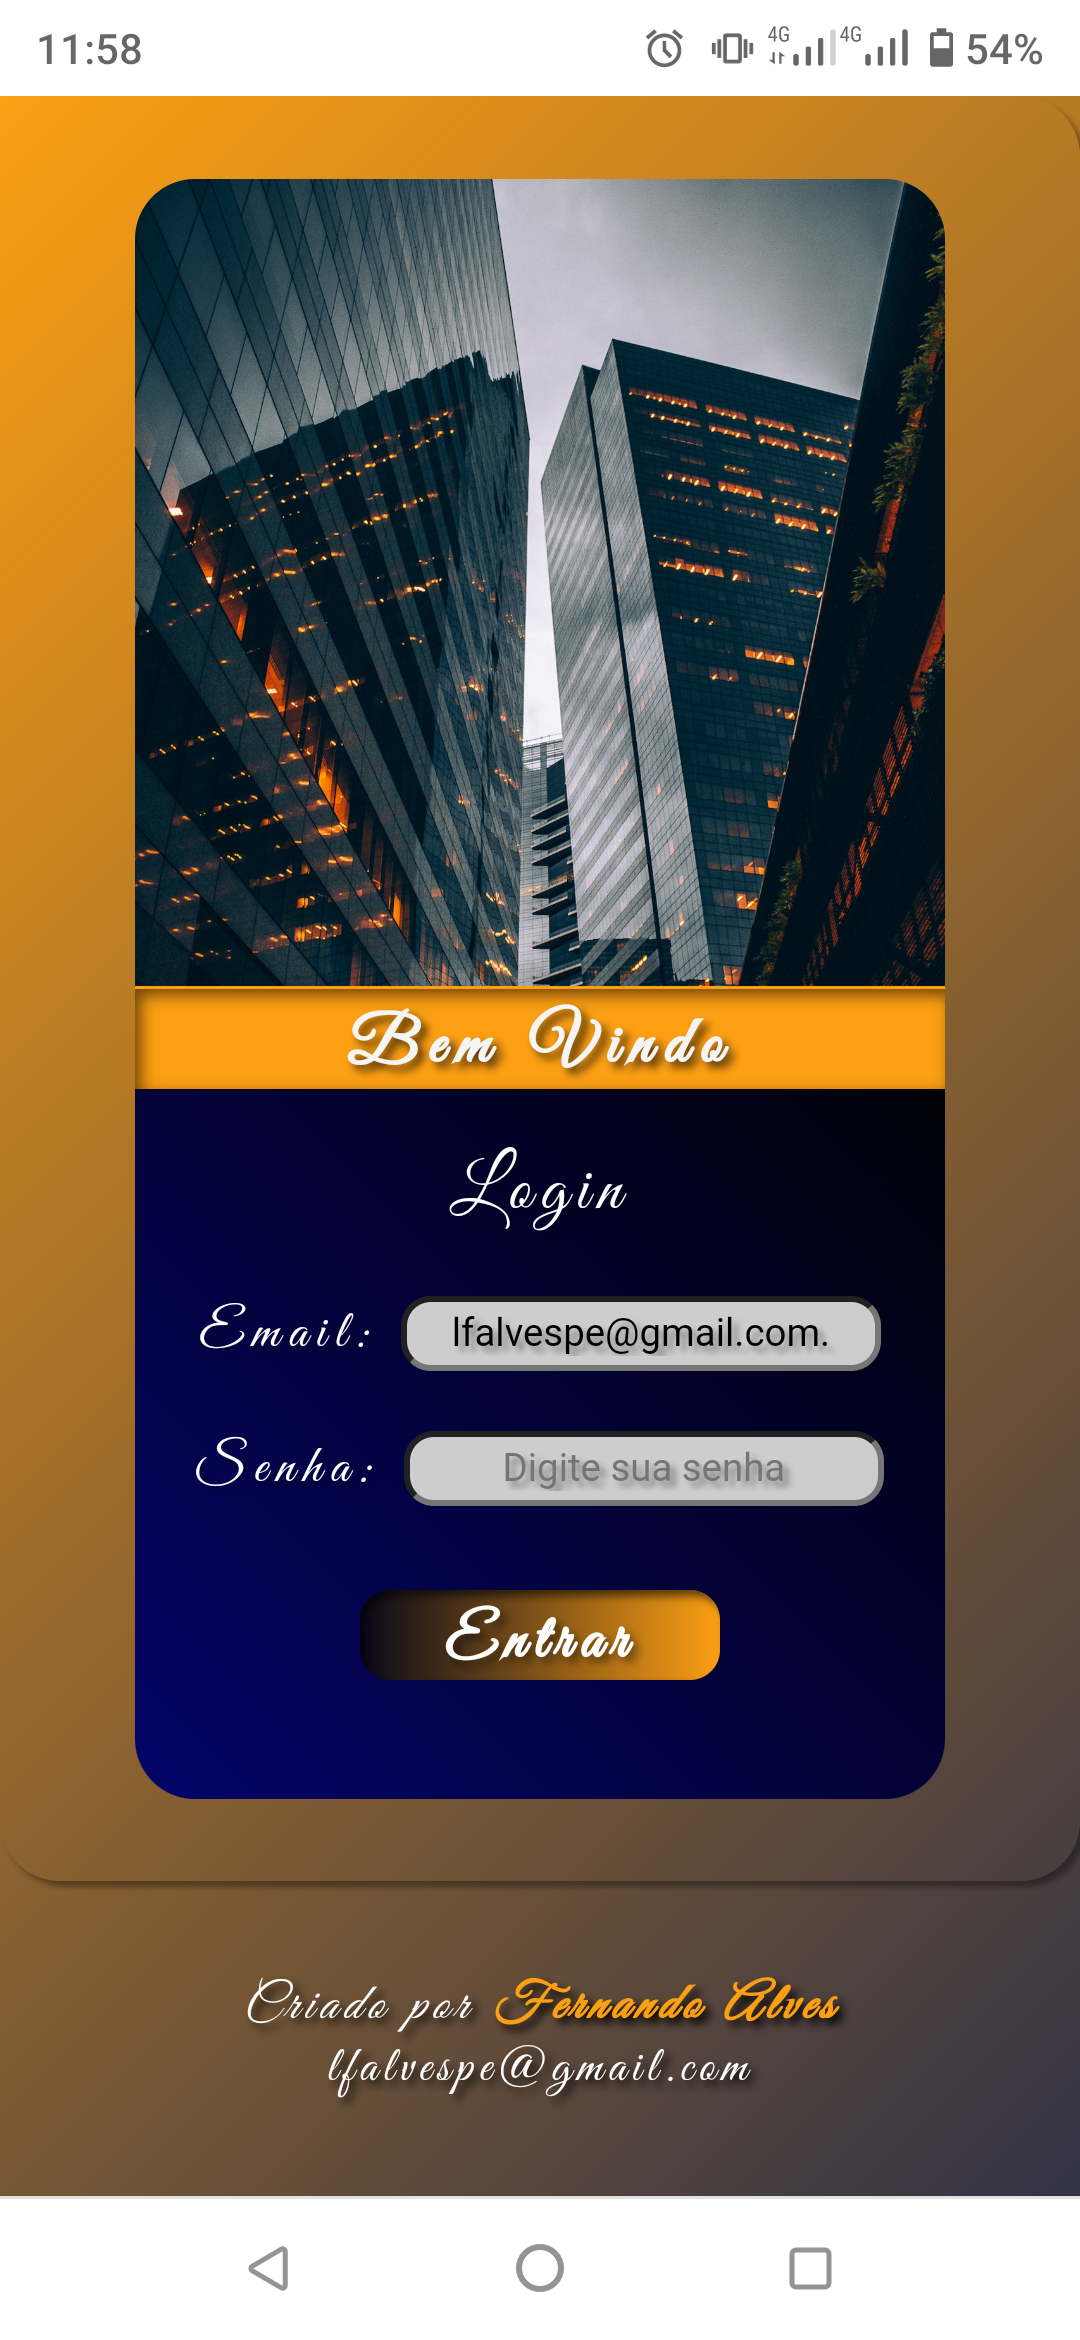 11:58 4G 4G 54%
Bem Vindo
Login
Email: lfalvespe@gmail.com.
Senha: Digite sua senha
Entrar
Criado por Fernando Alves
lfalvespe@gmail.com